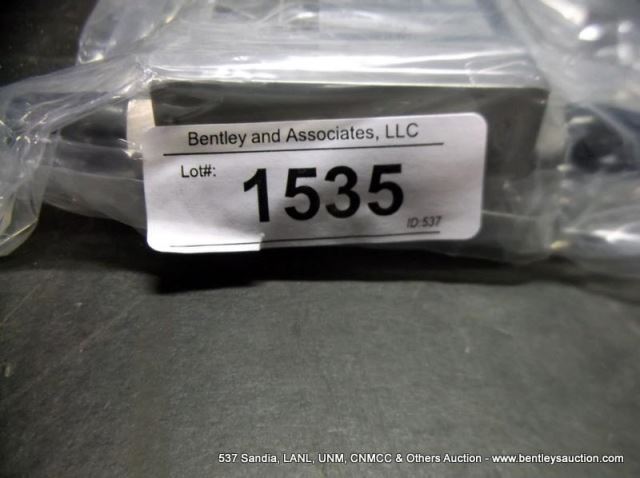 Bentley and Associates, LLC
Lot#:
1535
ID:537
537 Sandia, LANL, UNM, CNMCC & Others Auction - www.bentleysauction.com